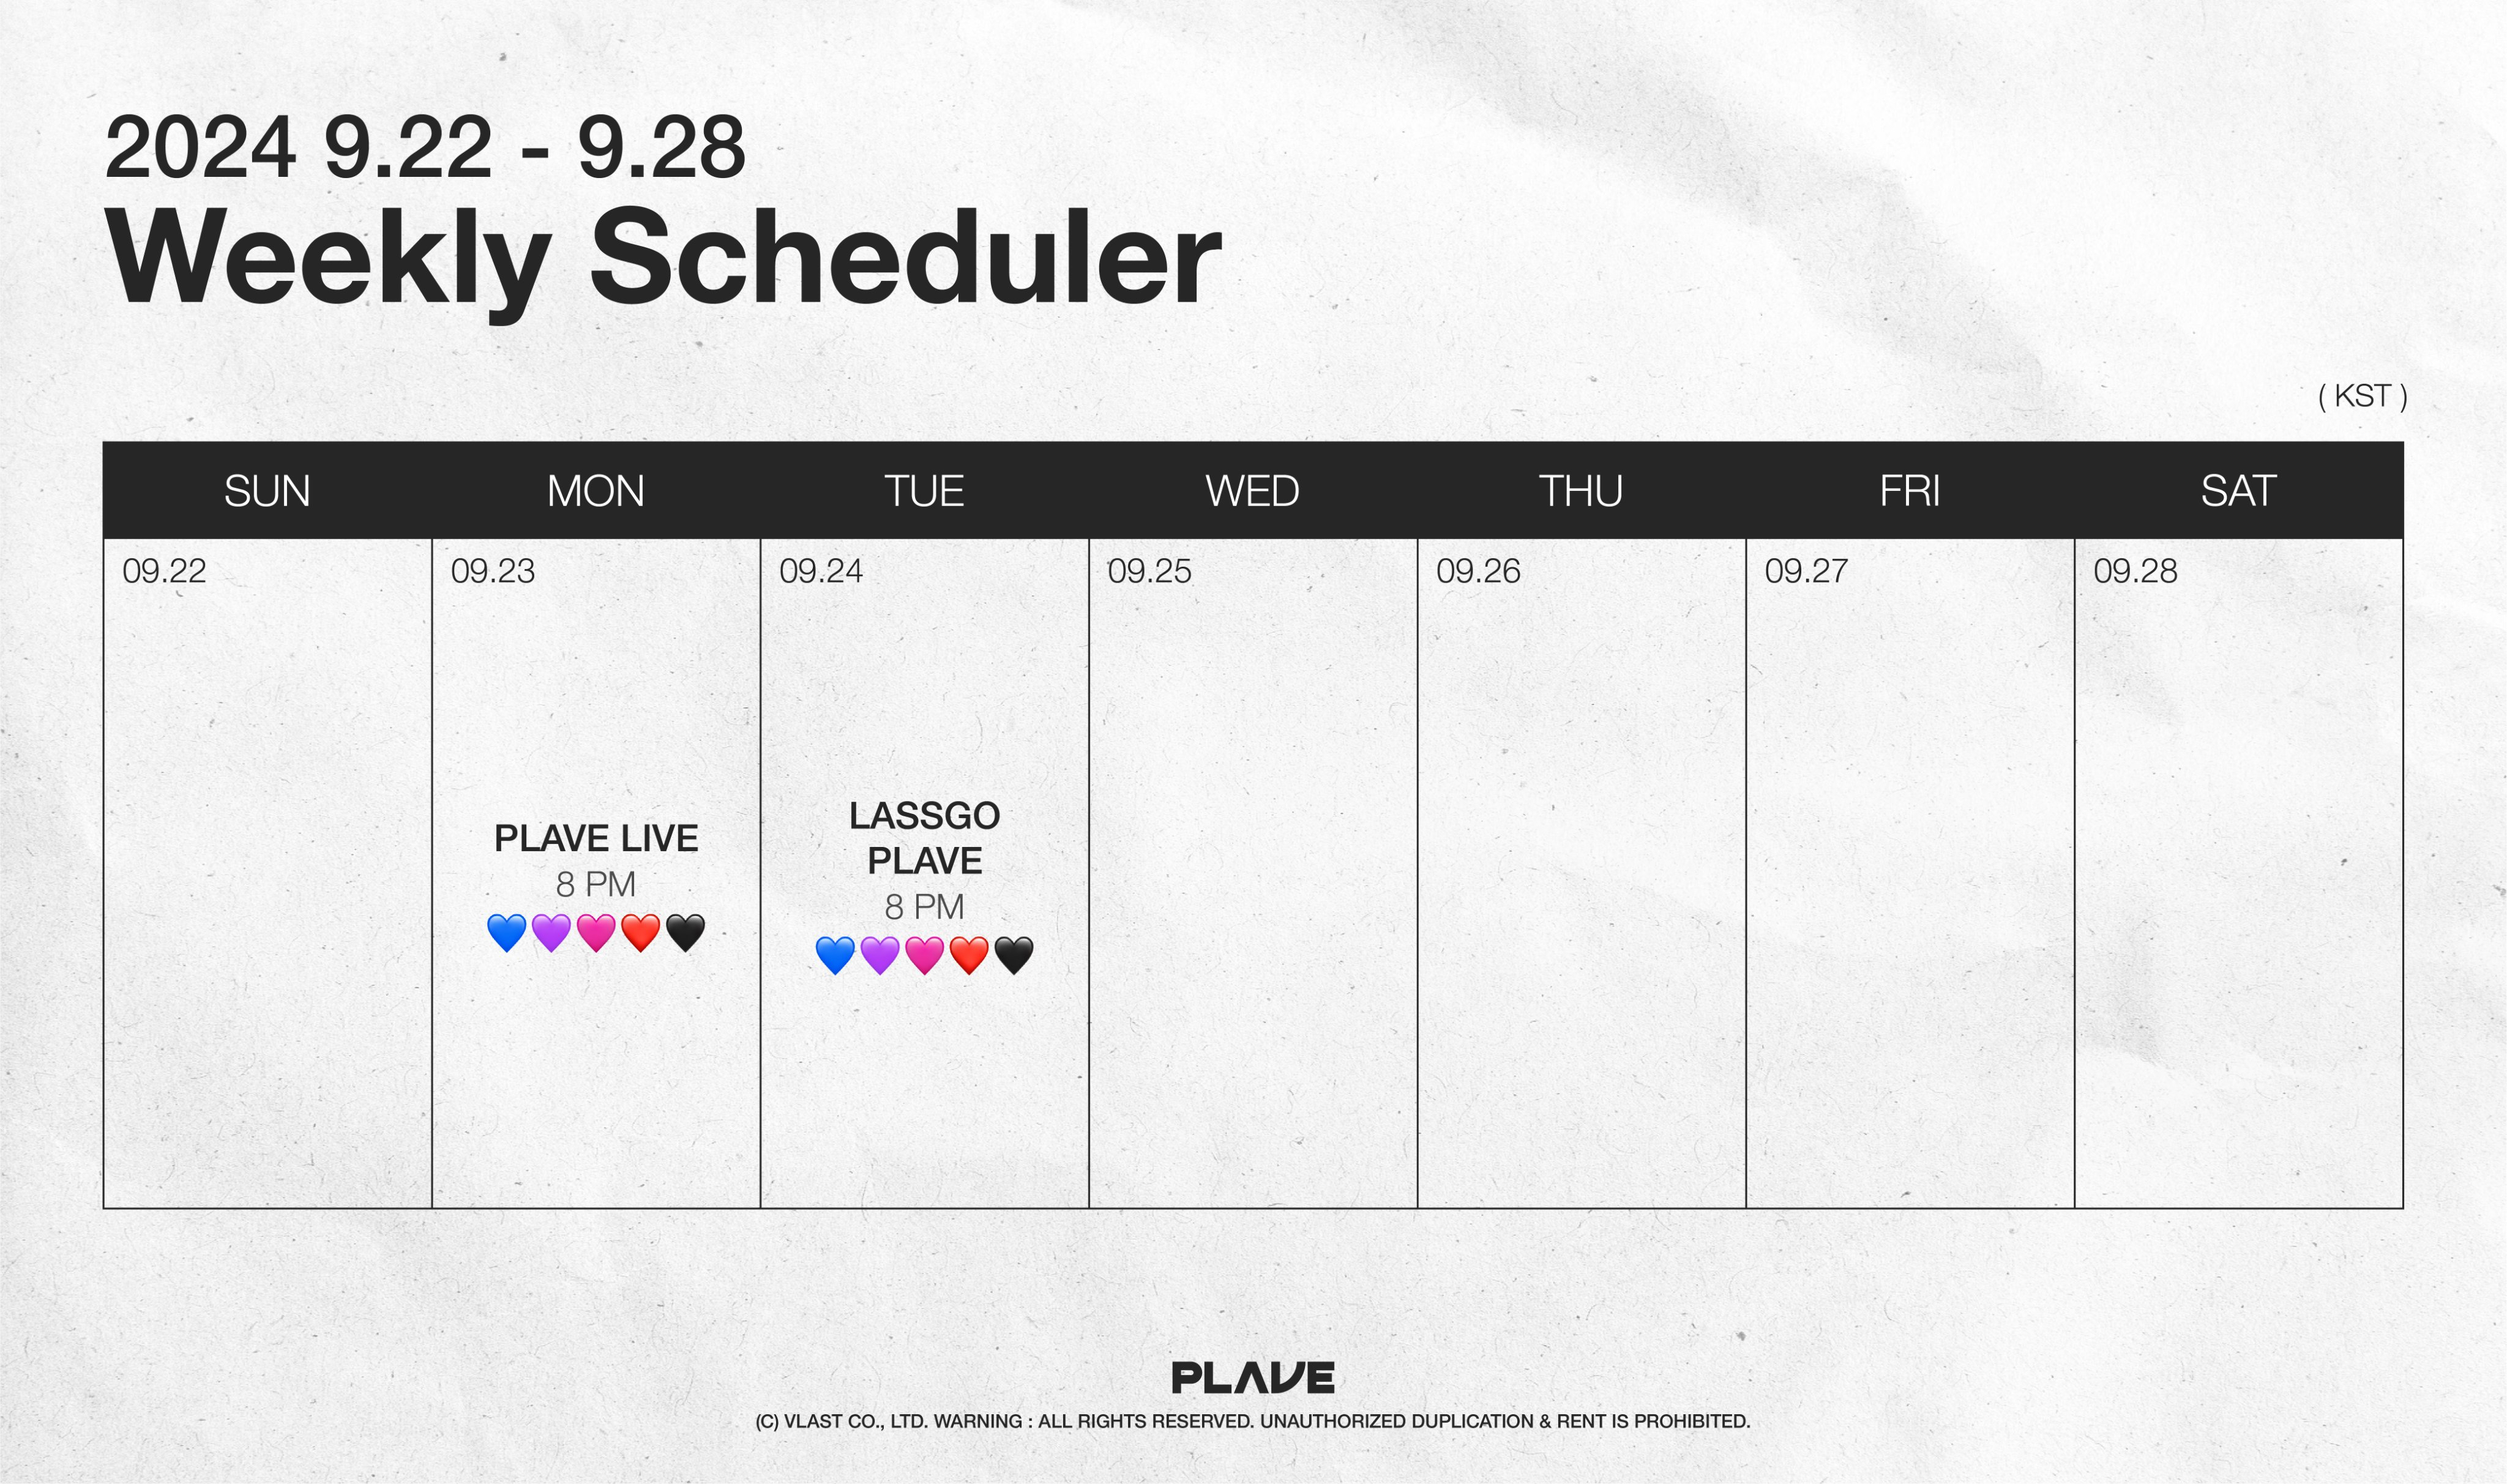 2024 9.22 - 9.28
Weekly Scheduler
( KST )
SUN MON TUE WED THU FRI SAT
09.22 09.23 09.24 09.25 09.26 09.27 09.28
PLAVE LIVE
8 PM
💙💜🩷❤️🖤
LASSGO
PLAVE
8 PM
💙💜🩷❤️🖤
PLAVE
(C) VLAST CO., LTD. WARNING : ALL RIGHTS RESERVED. UNAUTHORIZED DUPLICATION & RENT IS PROHIBITED.